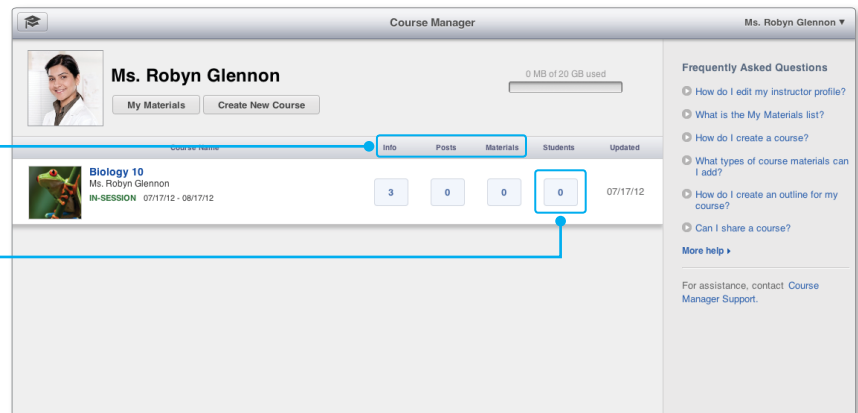 Course Manager
Ms. Robyn Glennon ▼
Ms. Robyn Glennon
My Materials
Create New Course
0 MB of 20 GB used
Course Name
Info
Posts
Materials
Students
Updated
Biology 10
Ms. Robyn Glennon
IN-SESSION 07/17/12 - 08/17/12
3
0
0
0
07/17/12
Frequently Asked Questions
How do I edit my instructor profile?
What is the My Materials list?
How do I create a course?
What types of course materials can
I add?
How do I create an outline for my
course?
Can I share a course?
More help ▸
For assistance, contact Course
Manager Support.